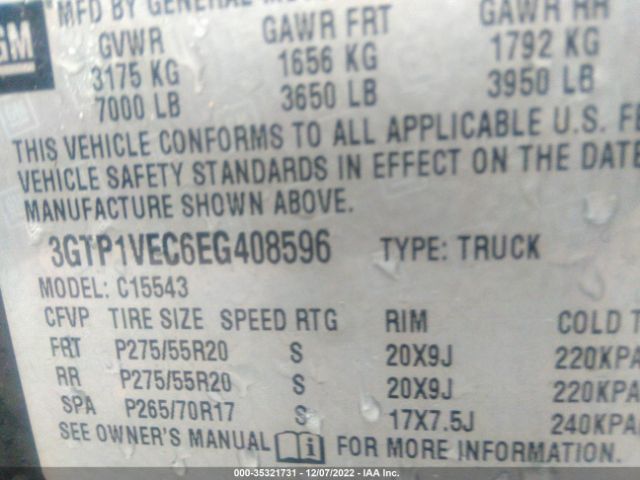 GM
MFD BY GENERAL
GVWR GAWR FRT GAWR RR
3175 KG 1656 KG 1792 KG
7000 LB 3650 LB 3950 LB
THIS VEHICLE CONFORMS TO ALL APPLICABLE U.S. FE
VEHICLE SAFETY STANDARDS IN EFFECT ON THE DATE
MANUFACTURE SHOWN ABOVE.
3GTP1VEC6EG408596 TYPE: TRUCK
MODEL: C15543
CFVP TIRE SIZE SPEED RTG RIM COLD T
FRT P275/55R20 S 20X9J 220KPA
RR P275/55R20 S 20X9J 220KPA
SPA P265/70R17 S 17X7.5J 240KPA
SEE OWNER'S MANUAL i FOR MORE INFORMATION.
000-35321731 - 12/07/2022 - IAA Inc.